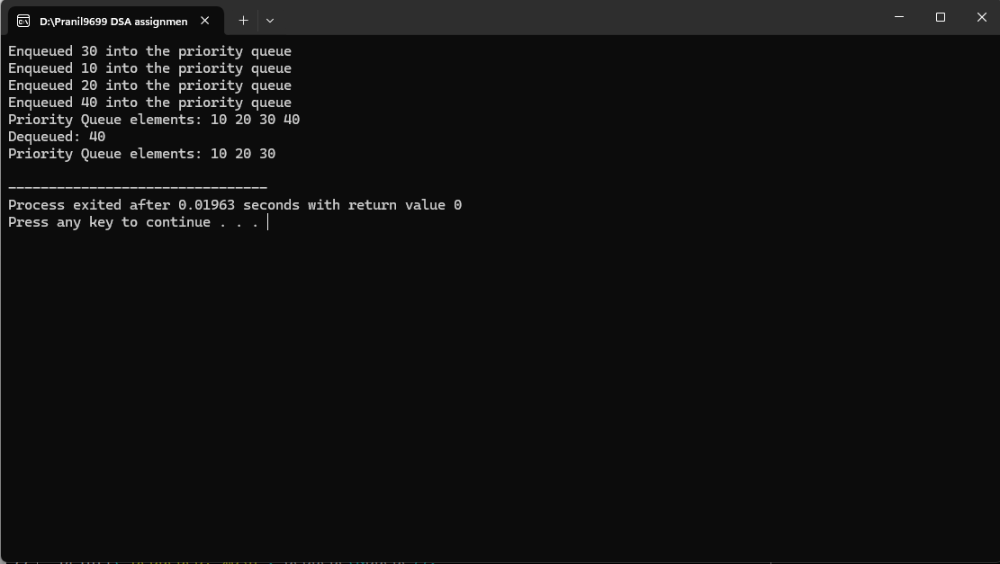 D:\Pranil9699 DSA assignmen
Enqueued 30 into the priority queue
Enqueued 10 into the priority queue
Enqueued 20 into the priority queue
Enqueued 40 into the priority queue
Priority Queue elements: 10 20 30 40
Dequeued: 40
Priority Queue elements: 10 20 30
--------------------------------
Process exited after 0.01963 seconds with return value 0
Press any key to continue . . .